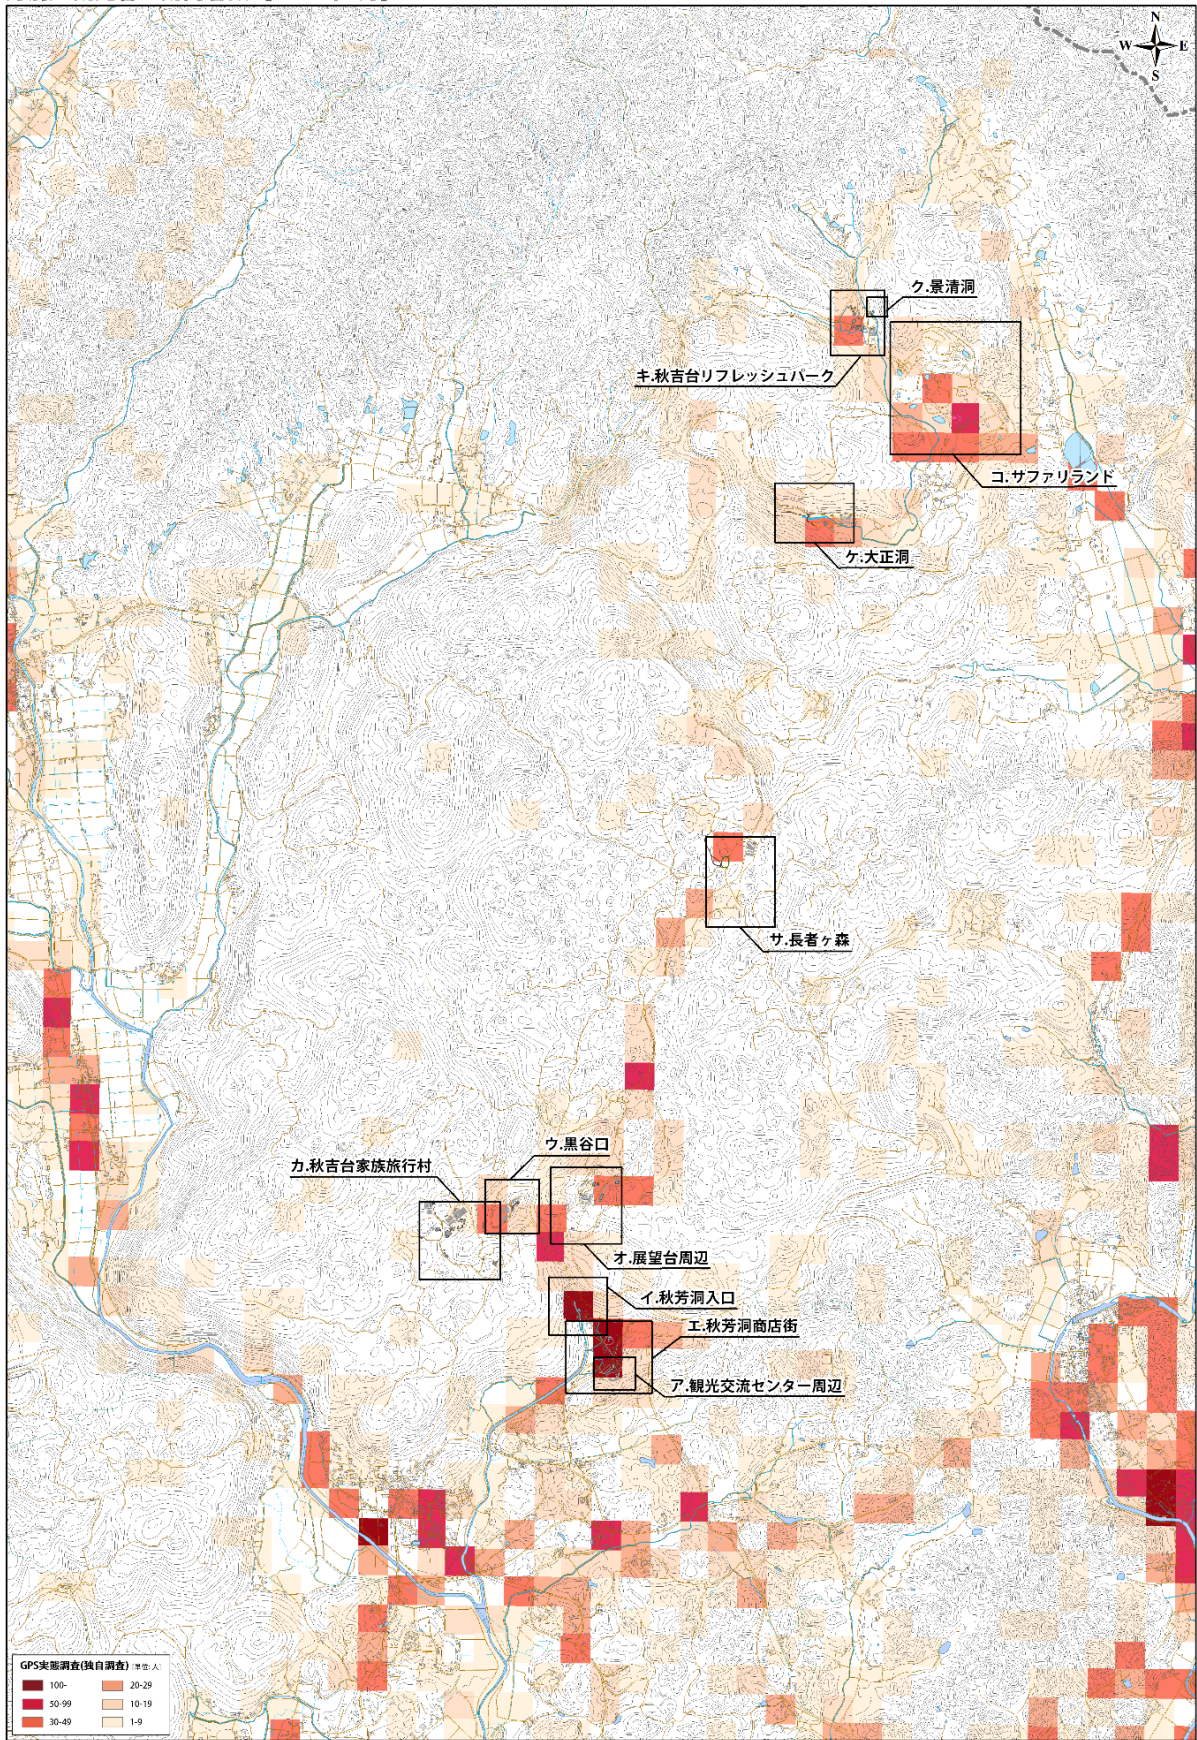 N
W E
S
ク.景清洞
キ.秋吉台リフレッシュパーク
コ.サファリランド
ケ.大正洞
サ.長者ヶ森
ウ.黒谷口
カ.秋吉台家族旅行村
オ.展望台周辺
イ.秋芳洞入口
エ.秋芳洞商店街
ア.観光交流センター周辺
GPS実態調査(独自調査) (単位:人)
100- 20-29
50-99 10-19
30-49 1-9